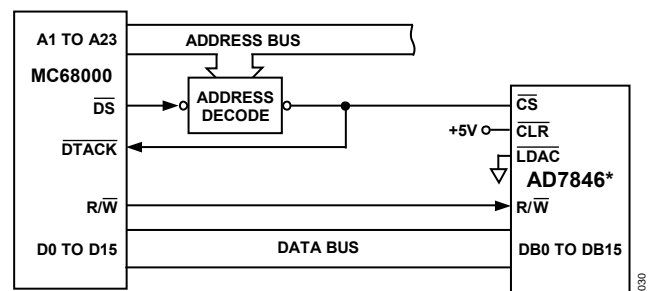 A1 TO A23
ADDRESS BUS
MC68000
DS
ADDRESS
DECODE
CS
+5V
CLR
DTACK
LDAC
AD7846*
R/W
R/W
D0 TO D15
DATA BUS
DB0 TO DB15
030